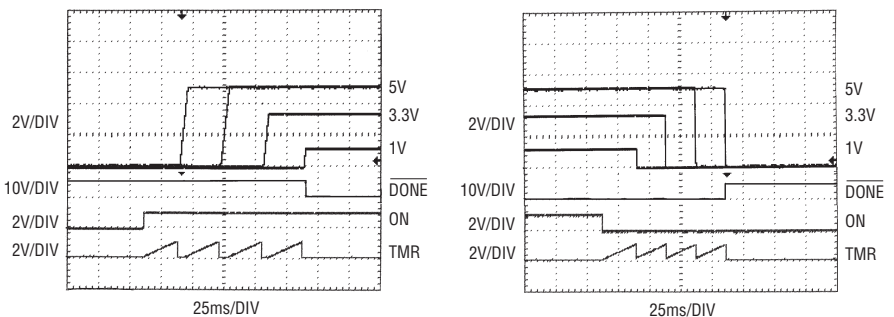 5V
3.3V
2V/DIV
1V
10V/DIV
DONE
2V/DIV
ON
2V/DIV
TMR
25ms/DIV
5V
3.3V
2V/DIV
1V
10V/DIV
DONE
2V/DIV
ON
2V/DIV
TMR
25ms/DIV